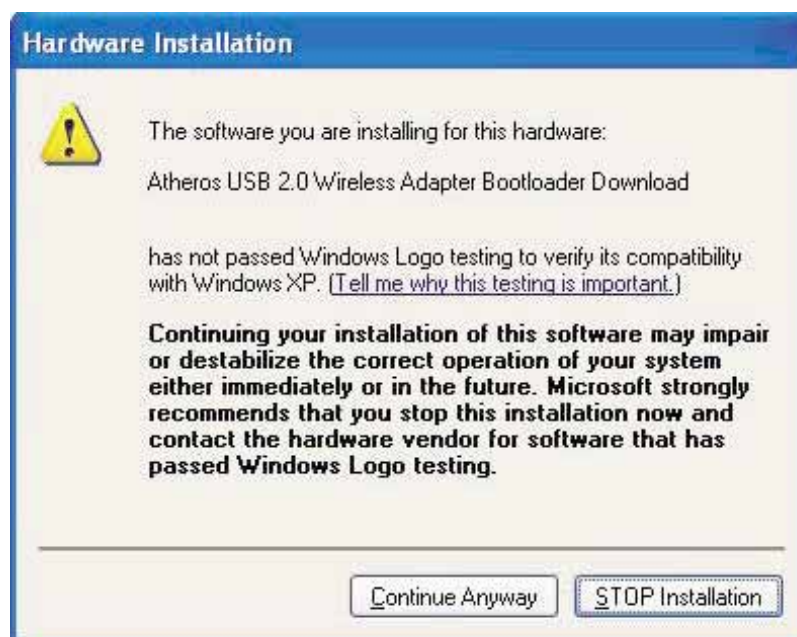 Hardware Installation
The software you are installing for this hardware:
Atheros USB 2.0 Wireless Adapter Bootloader Download
has not passed Windows Logo testing to verify its compatibility
with Windows XP. (Tell me why this testing is important.)
Continuing your installation of this software may impair
or destabilize the correct operation of your system
either immediately or in the future. Microsoft strongly
recommends that you stop this installation now and
contact the hardware vendor for software that has
passed Windows Logo testing.
Continue Anyway
STOP Installation